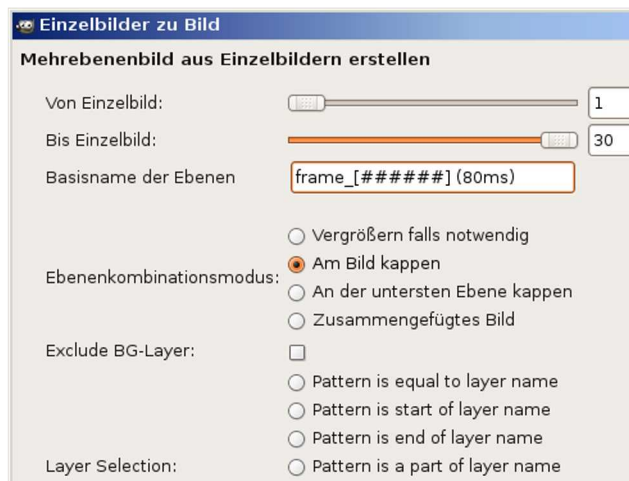 Einzelbilder zu Bild
Mehrebenenbild aus Einzelbildern erstellen
Von Einzelbild: 1
Bis Einzelbild: 30
Basisname der Ebenen frame_[######] (80ms)
Vergrößern falls notwendig
Am Bild kappen
Ebenenkombinationsmodus:
An der untersten Ebene kappen
Zusammengefügtes Bild
Exclude BG-Layer:
Pattern is equal to layer name
Pattern is start of layer name
Pattern is end of layer name
Layer Selection: Pattern is a part of layer name